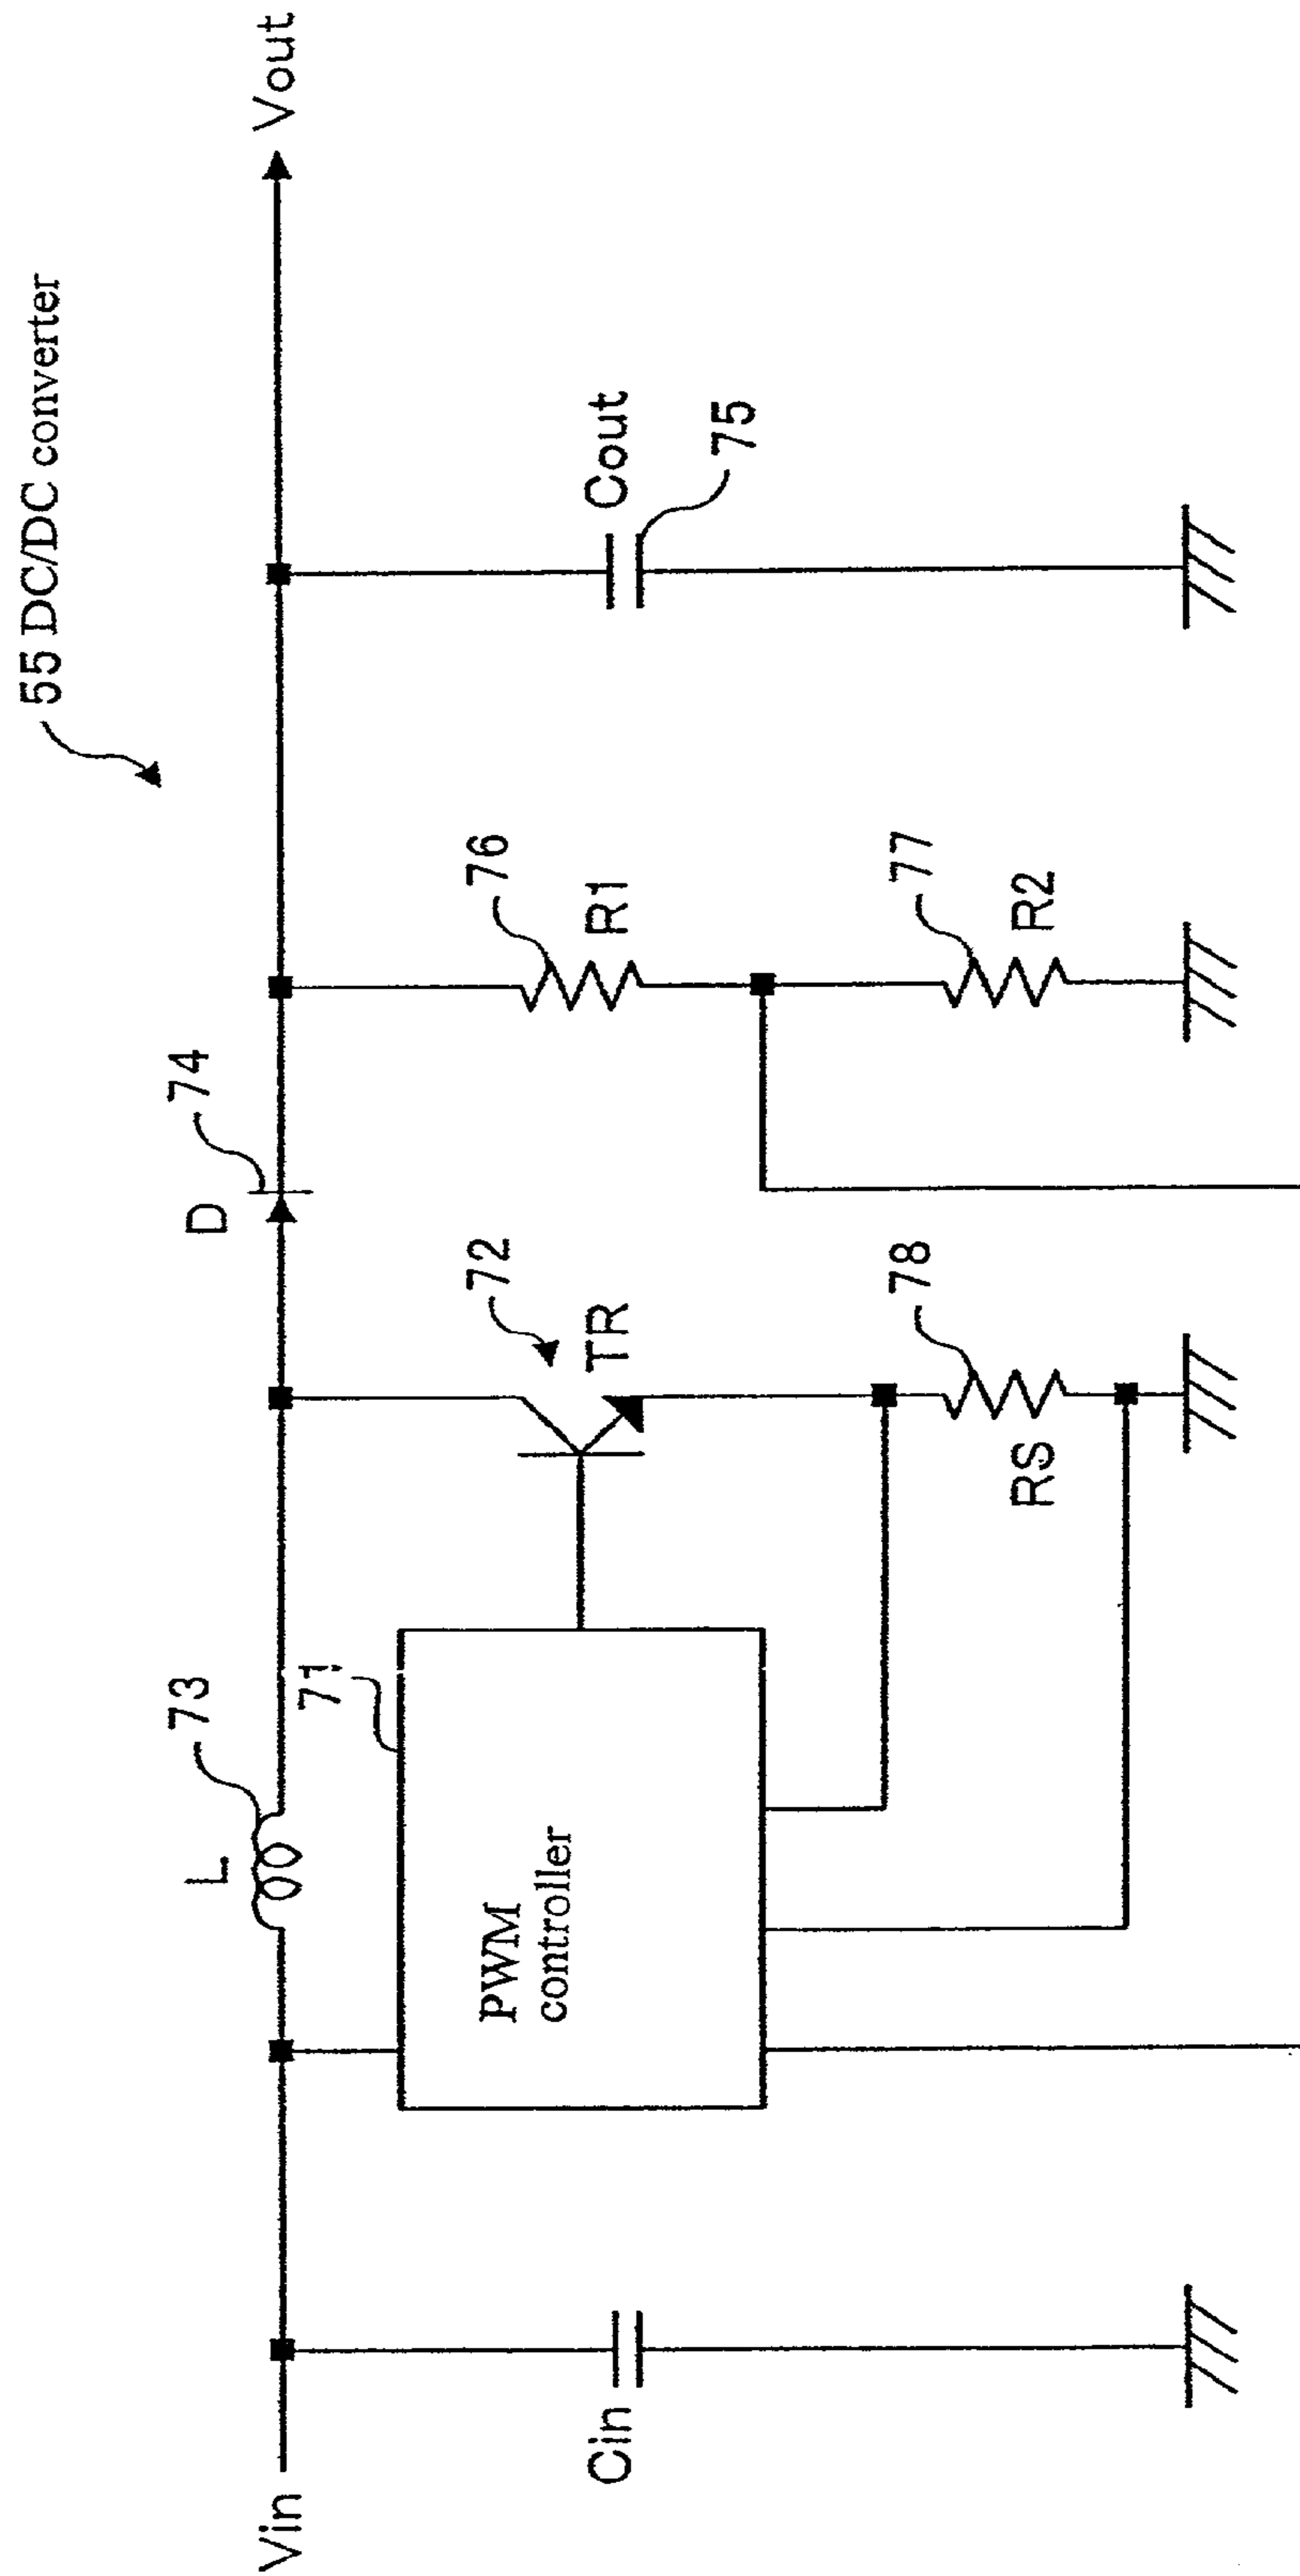 55 DC/DC converter
Vin
Vout
L
73
D
74
71
PWM
controller
72
TR
76
R1
Cin
Cout
75
78
RS
77
R2